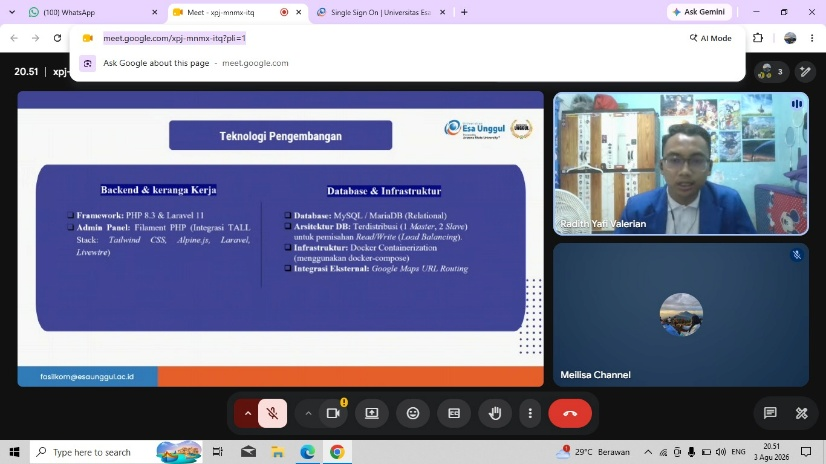 (100) WhatsApp
Meet - xpj-mnmx-itq
Single Sign On | Universitas Esa
Ask Gemini
meet.google.com/xpj-mnmx-itq?pli=1
AI Mode
Ask Google about this page - meet.google.com
20.51 | xpj-
3
Teknologi Pengembangan
Esa Unggul
Backend & keranga Kerja
Framework: PHP 8.3 & Laravel 11
Admin Panel: Filament PHP (Integrasi TALL
Stack: Tailwind CSS, Alpine.js, Laravel,
Livewire)
Database & Infrastruktur
Database: MySQL / MariaDB (Relational)
Arsitektur DB: Terdistribusi (1 Master, 2 Slave)
untuk pemisahan Read/Write (Local Balancing).
Infrastruktur: Docker Containerization
(menggunakan docker-compose)
Integrasi Eksternal: Google Maps URL Routing
fasilkom@esaunggul.ac.id
Radith Yafi Valerian
Meilisa Channel
Type here to search
29°C Berawan
ENG
20.51
3 Agu 2026